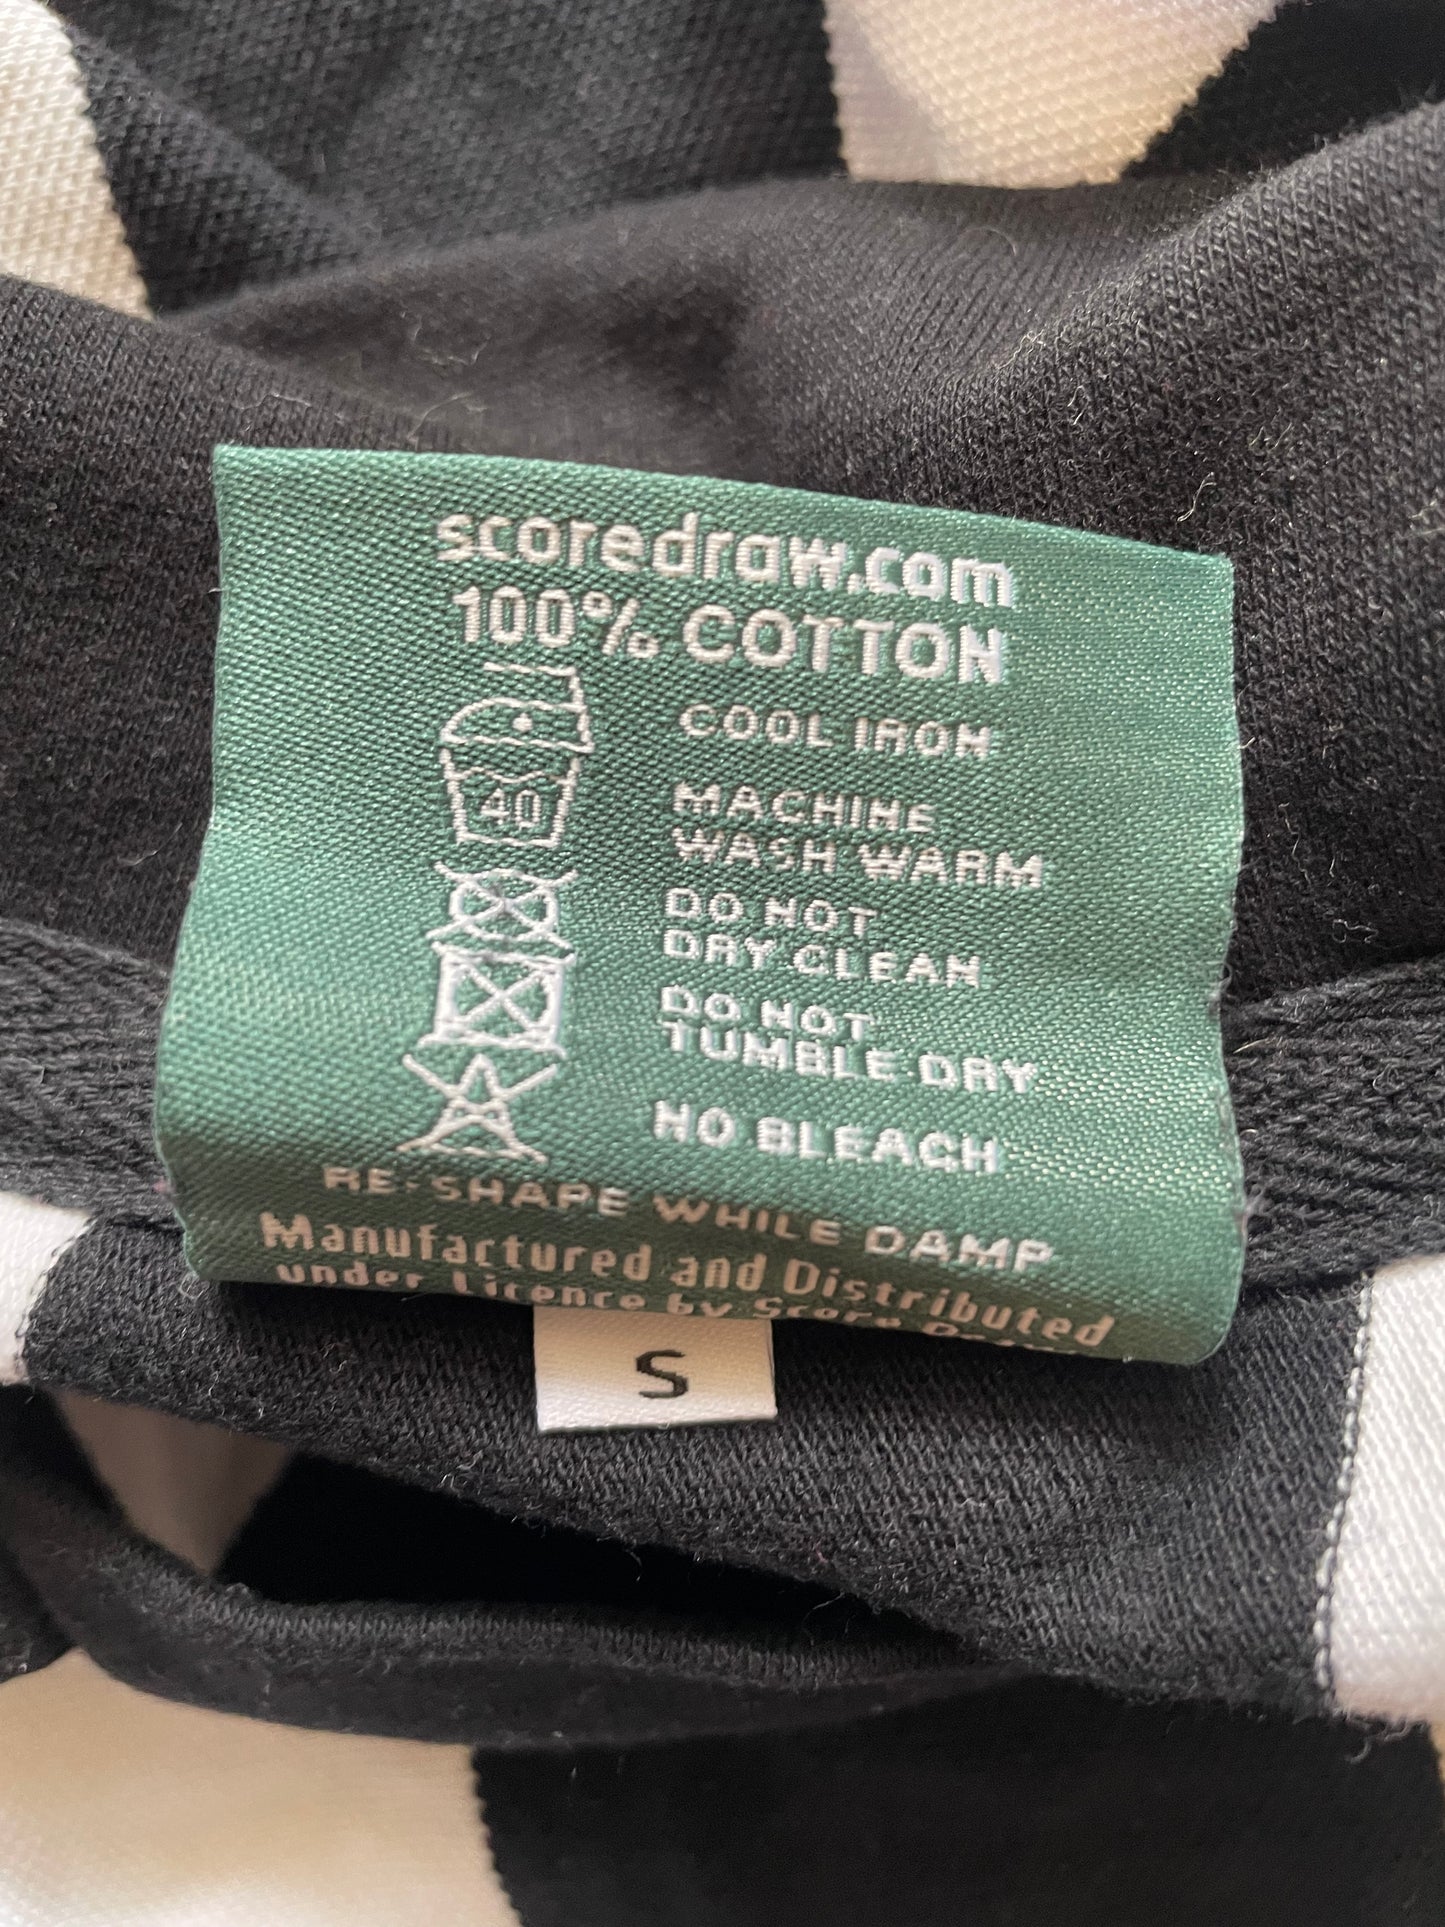 scoredraw.com
100% COTTON
COOL IRON
40
MACHINE
WASH WARM
DO NOT
DRY CLEAN
DO NOT
TUMBLE DRY
NO BLEACH
RE-SHAPE WHILE DAMP
Manufactured and Distributed
under Licence by Score
S